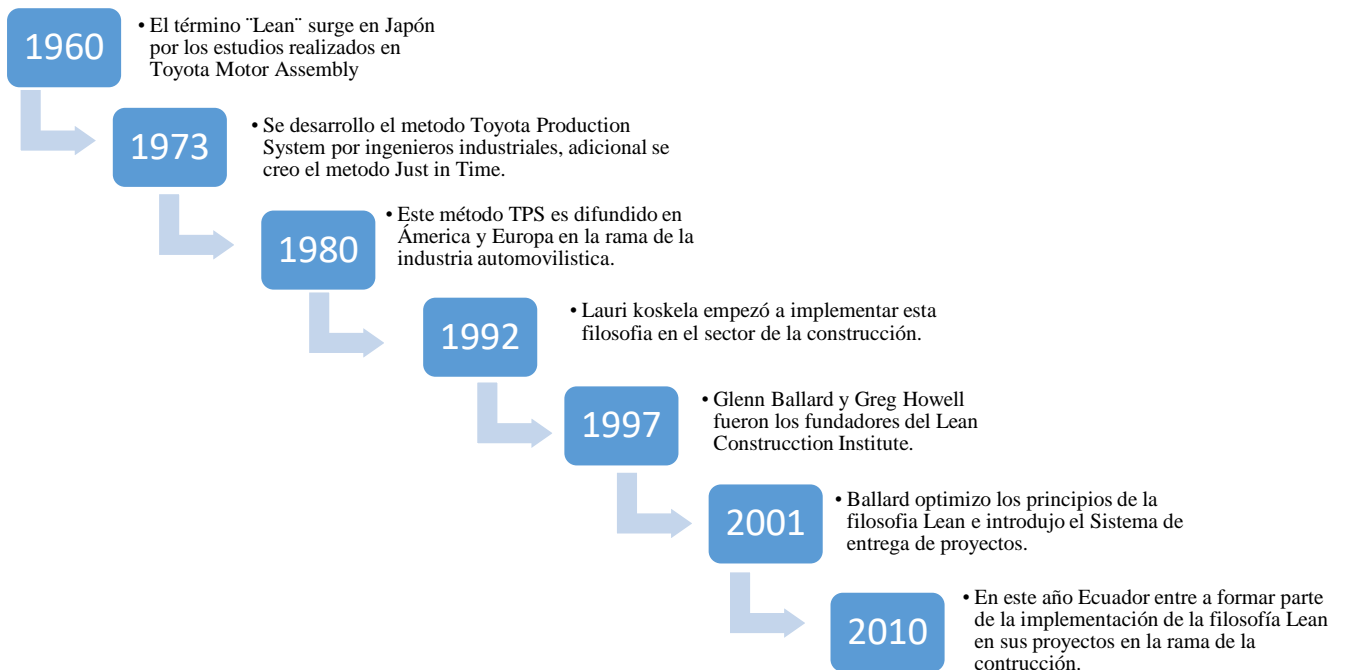 1960
• El término ¨Lean¨ surge en Japón
por los estudios realizados en
Toyota Motor Assembly
1973
• Se desarrollo el metodo Toyota Production
System por ingenieros industriales, adicional se
creo el metodo Just in Time.
1980
• Este método TPS es difundido en
Ámerica y Europa en la rama de la
industria automovilistica.
1992
• Lauri koskela empezó a implementar esta
filosofia en el sector de la construcción.
1997
• Glenn Ballard y Greg Howell
fueron los fundadores del Lean
Construcction Institute.
2001
• Ballard optimizo los principios de la
filosofia Lean e introdujo el Sistema de
entrega de proyectos.
2010
• En este año Ecuador entre a formar parte
de la implementación de la filosofía Lean
en sus proyectos en la rama de la
contrucción.